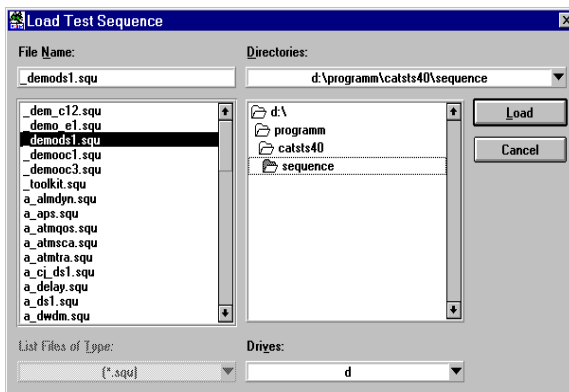 Load Test Sequence
File Name:
_demods1.squ
_dem_c12.squ
_demo_e1.squ
_demods1.squ
_demooc1.squ
_demooc3.squ
_toolkit.squ
a_almdyn.squ
a_aps.squ
a_atmqos.squ
a_atmsca.squ
a_atmtra.squ
a_cj_ds1.squ
a_delay.squ
a_ds1.squ
a_dwdm.squ
List Files of Type:
(*.squ)
Directories:
d:\programm\catsts40\sequence
d:\
programm
catsts40
sequence
Drives:
d
Load
Cancel